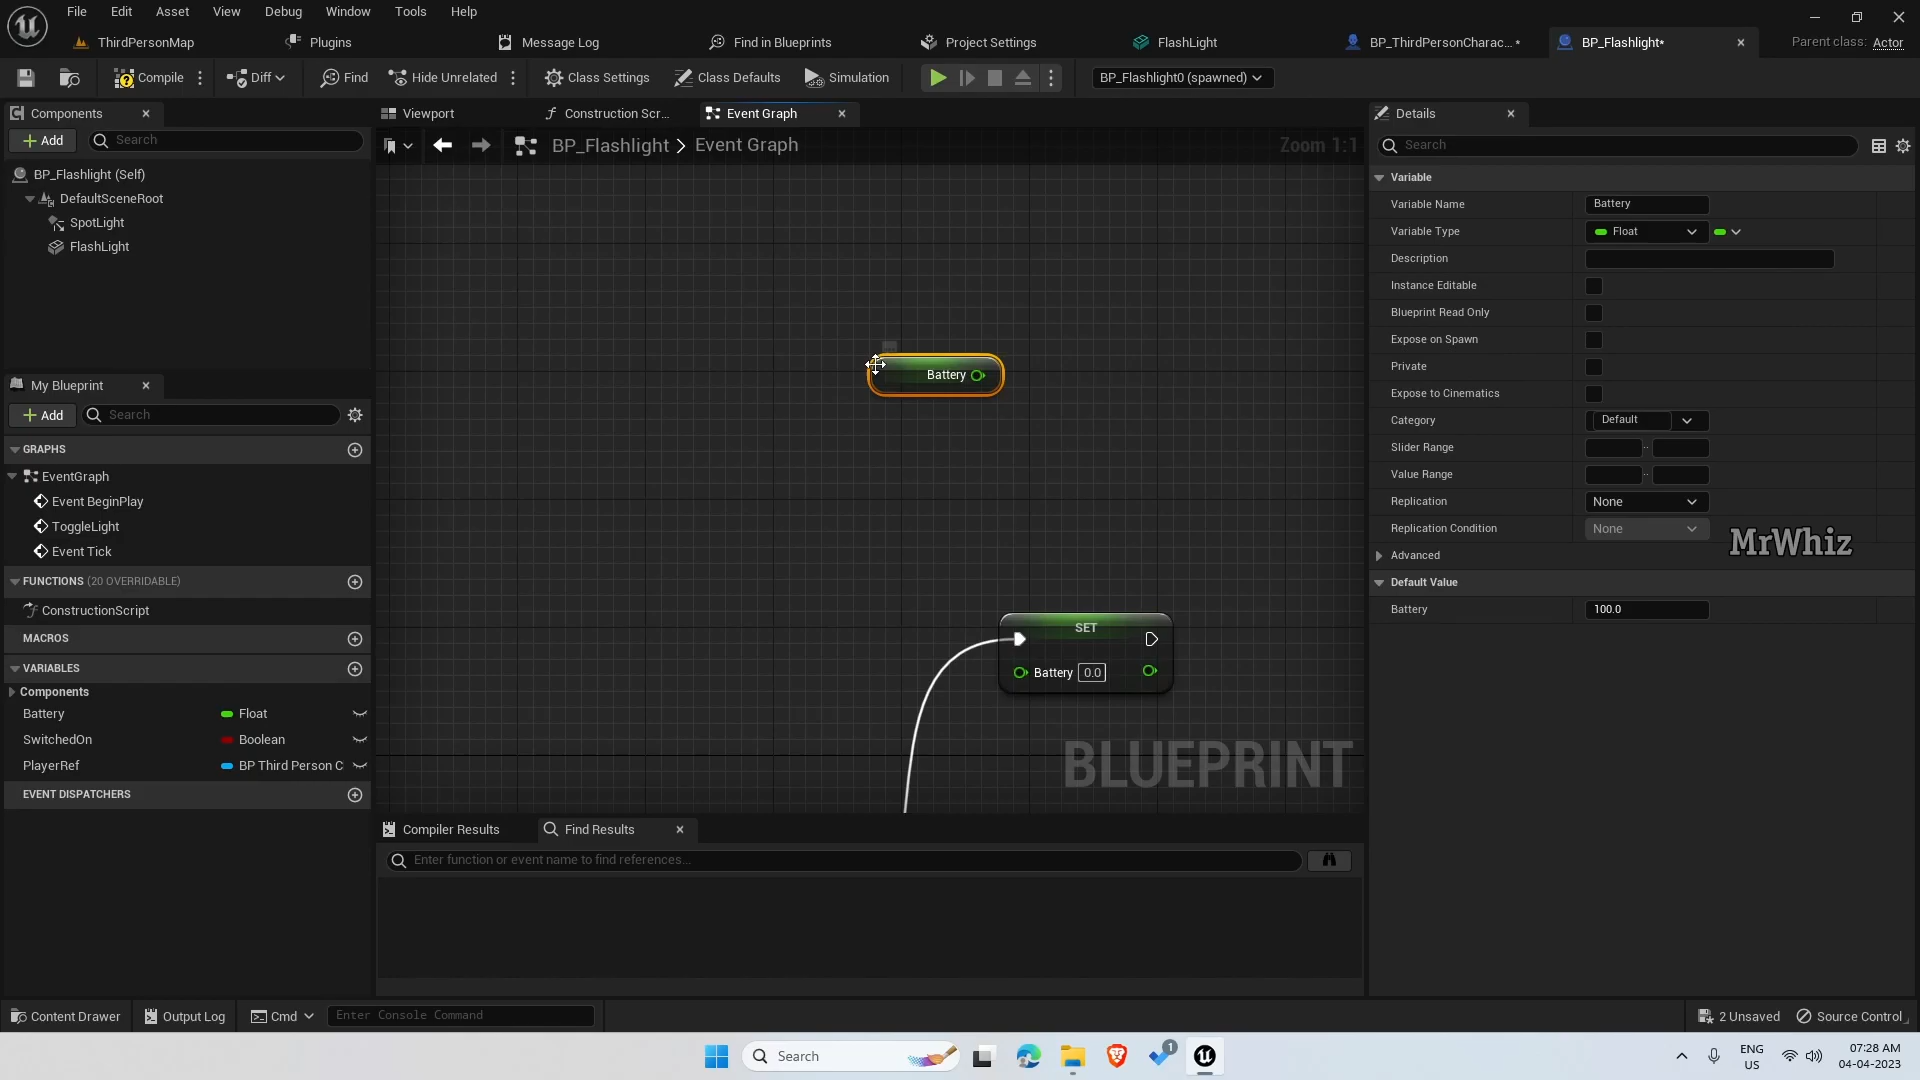 File Edit Asset View Debug Window Tools Help
ThirdPersonMap Plugins Message Log Find in Blueprints Project Settings FlashLight BP_ThirdPersonCharac...* BP_Flashlight* Parent class: Actor
Compile Diff Find Hide Unrelated Class Settings Class Defaults Simulation BP_Flashlight0 (spawned)
Components
Add Search
BP_Flashlight (Self)
DefaultSceneRoot
SpotLight
FlashLight
My Blueprint
Add Search
GRAPHS
EventGraph
Event BeginPlay
ToggleLight
Event Tick
FUNCTIONS (20 OVERRIDABLE)
ConstructionScript
MACROS
VARIABLES
Components
Battery Float
SwitchedOn Boolean
PlayerRef BP Third Person C
EVENT DISPATCHERS
Viewport Construction Scr... Event Graph
BP_Flashlight > Event Graph Zoom 1:1
Battery
SET
Battery 0.0
BLUEPRINT
Compiler Results Find Results
Enter function or event name to find references...
Details
Search
Variable
Variable Name Battery
Variable Type Float
Description
Instance Editable
Blueprint Read Only
Expose on Spawn
Private
Expose to Cinematics
Category Default
Slider Range
Value Range
Replication None
Replication Condition None
MrWhiz
Advanced
Default Value
Battery 100.0
Content Drawer Output Log Cmd Enter Console Command 2 Unsaved Source Control
Search 1 ENG 07:28 AM
US 04-04-2023